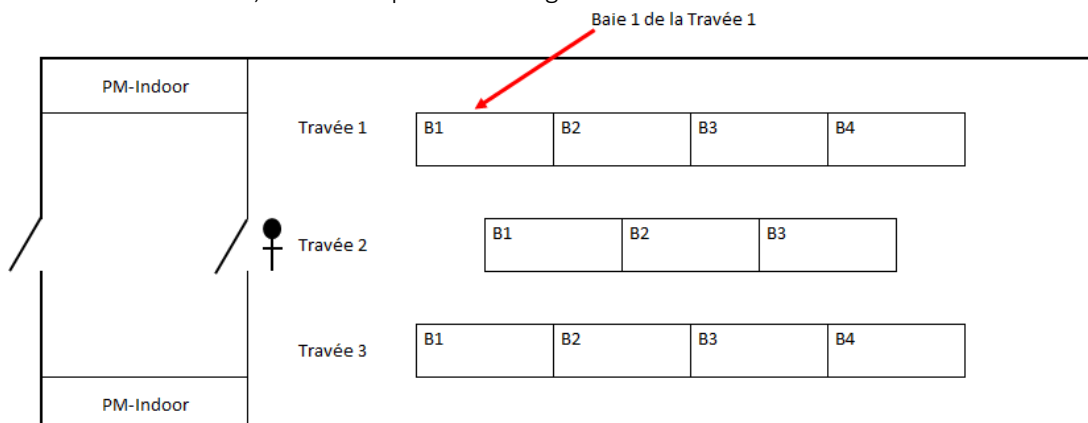 Baie 1 de la Travée 1
PM-Indoor
Travée 1
B1 B2 B3 B4
Travée 2
B1 B2 B3
Travée 3
B1 B2 B3 B4
PM-Indoor